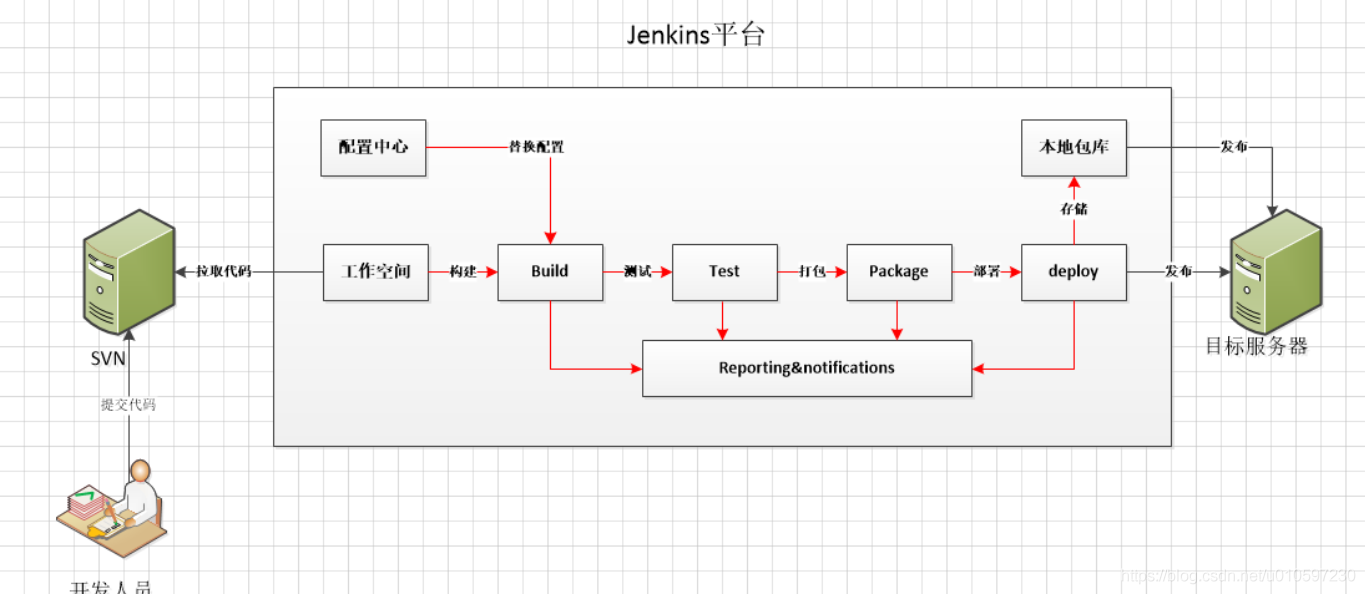 Jenkins平台
配置中心
替换配置
本地包库
发布
存储
拉取代码
工作空间
构建
Build
测试
Test
打包
Package
部署
deploy
发布
SVN
目标服务器
Reporting&notifications
提交代码
开发人员
https://blog.csdn.net/u010597230